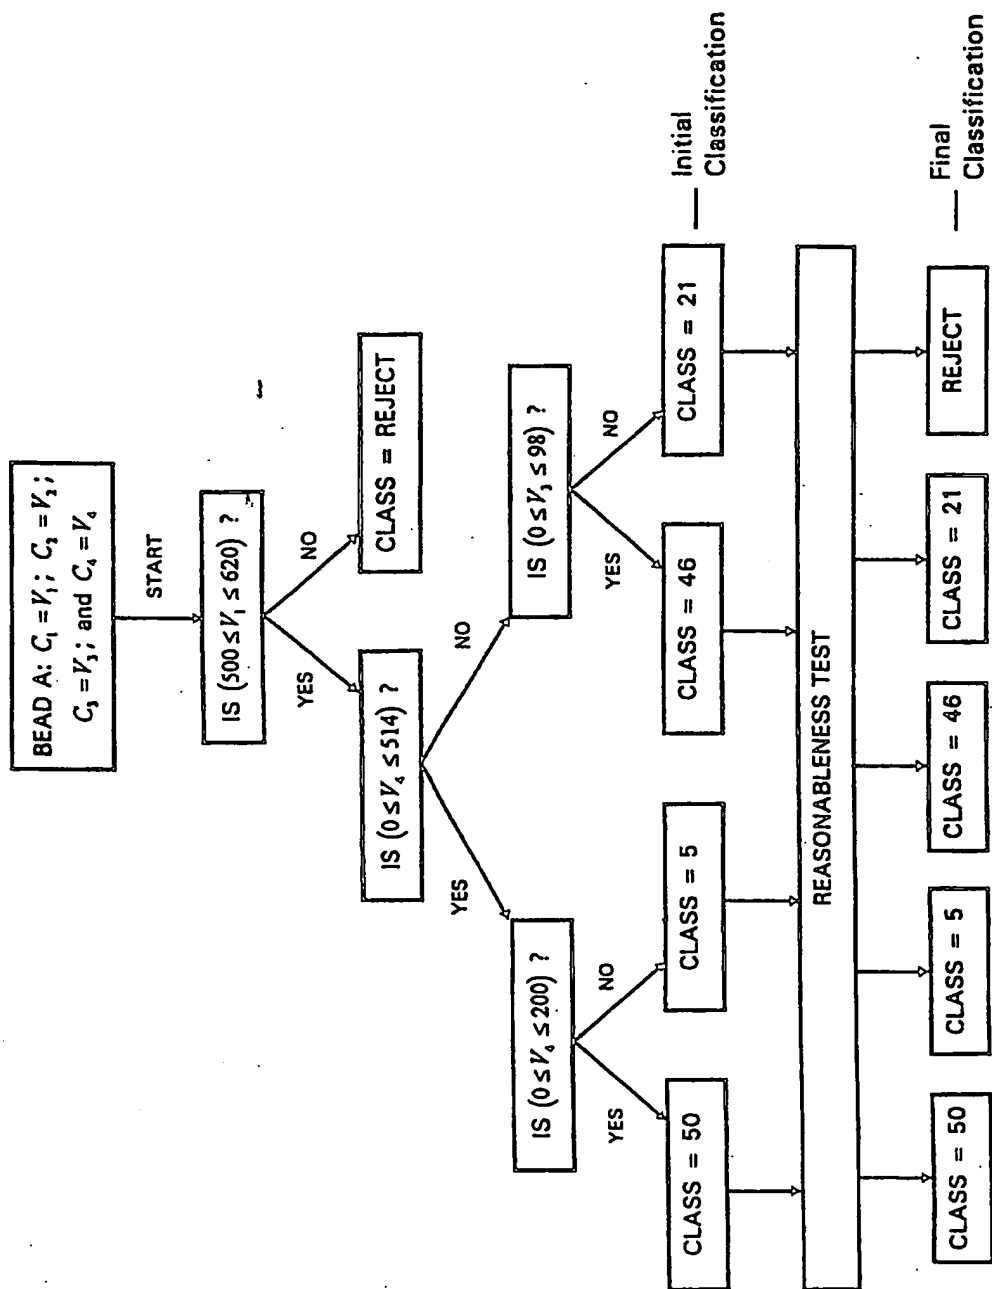 BEAD A: C₁ = V₁; C₂ = V₂;
C₃ = V₃; and C₄ = V₄
START
IS (500 ≤ V₁ ≤ 620) ?
YES
NO
IS (0 ≤ V₄ ≤ 514) ?
CLASS = REJECT
YES
NO
IS (0 ≤ V₄ ≤ 200) ?
IS (0 ≤ V₃ ≤ 98) ?
YES
NO
YES
NO
CLASS = 50
CLASS = 5
CLASS = 46
CLASS = 21
Initial
Classification
REASONABLENESS TEST
CLASS = 50
CLASS = 5
CLASS = 46
CLASS = 21
REJECT
Final
Classification